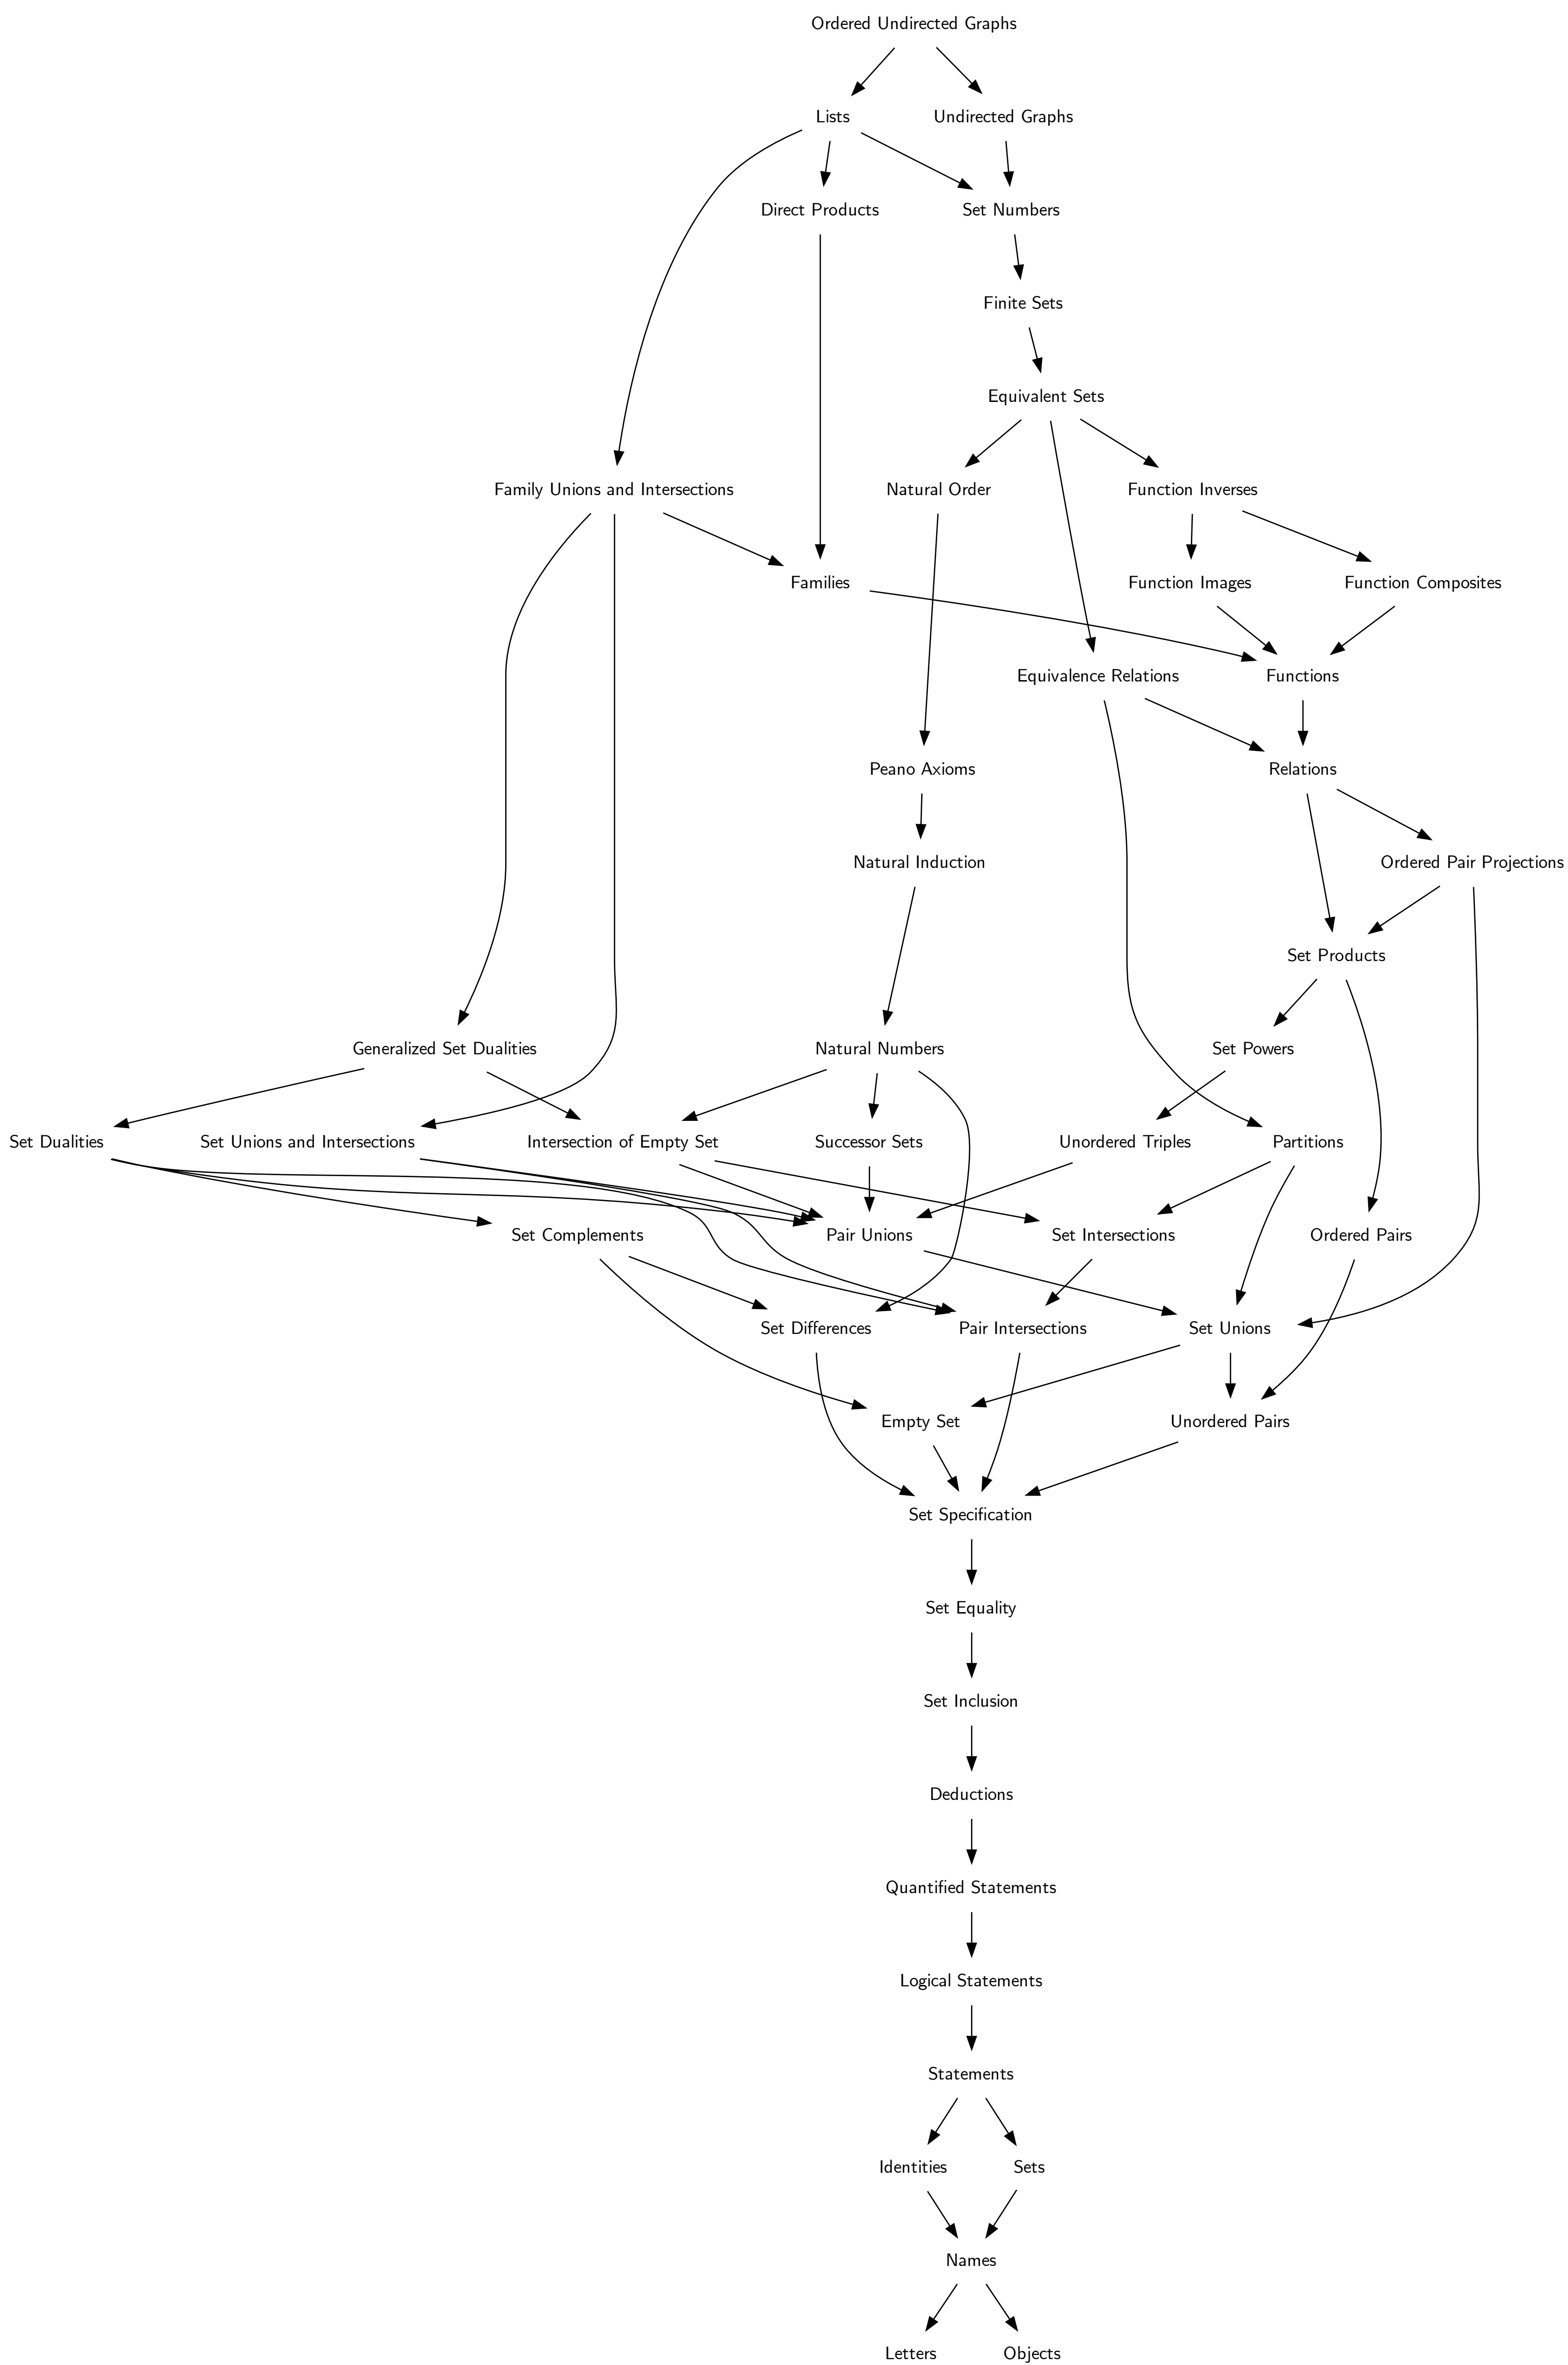 Ordered Undirected Graphs
Lists
Undirected Graphs
Direct Products
Set Numbers
Finite Sets
Equivalent Sets
Family Unions and Intersections
Natural Order
Function Inverses
Families
Function Images
Function Composites
Equivalence Relations
Functions
Peano Axioms
Relations
Natural Induction
Ordered Pair Projections
Set Products
Generalized Set Dualities
Natural Numbers
Set Powers
Set Dualities
Set Unions and Intersections
Intersection of Empty Set
Successor Sets
Unordered Triples
Partitions
Set Complements
Pair Unions
Set Intersections
Ordered Pairs
Set Differences
Pair Intersections
Set Unions
Empty Set
Unordered Pairs
Set Specification
Set Equality
Set Inclusion
Deductions
Quantified Statements
Logical Statements
Statements
Identities
Sets
Names
Letters
Objects